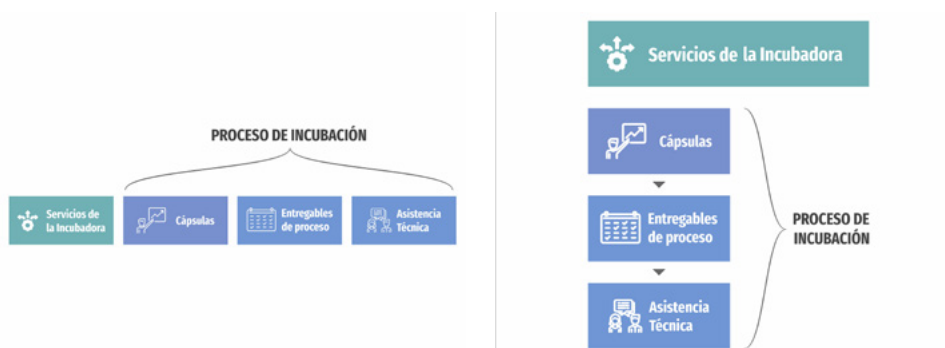 PROCESO DE INCUBACIÓN
Servicios de
la Incubadora
Cápsulas
Entregables
de proceso
Asistencia
Técnica
Servicios de la Incubadora
Cápsulas
Entregables
de proceso
Asistencia
Técnica
PROCESO DE
INCUBACIÓN